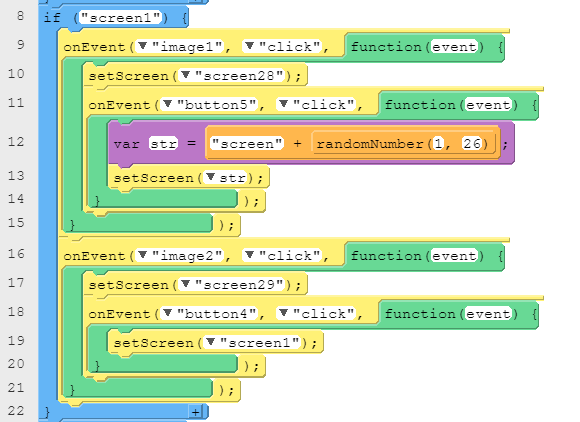 8 if ("screen1") {
9 onEvent(▼"image1", ▼"click", function(event) {
10 setScreen(▼"screen28");
11 onEvent(▼"button5", ▼"click", function(event) {
12 var str = "screen" + randomNumber(1, 26) ;
13 setScreen(▼str);
14 } );
15 } );
16 onEvent(▼"image2", ▼"click", function(event) {
17 setScreen(▼"screen29");
18 onEvent(▼"button4", ▼"click", function(event) {
19 setScreen(▼"screen1");
20 } );
21 } );
22 } +